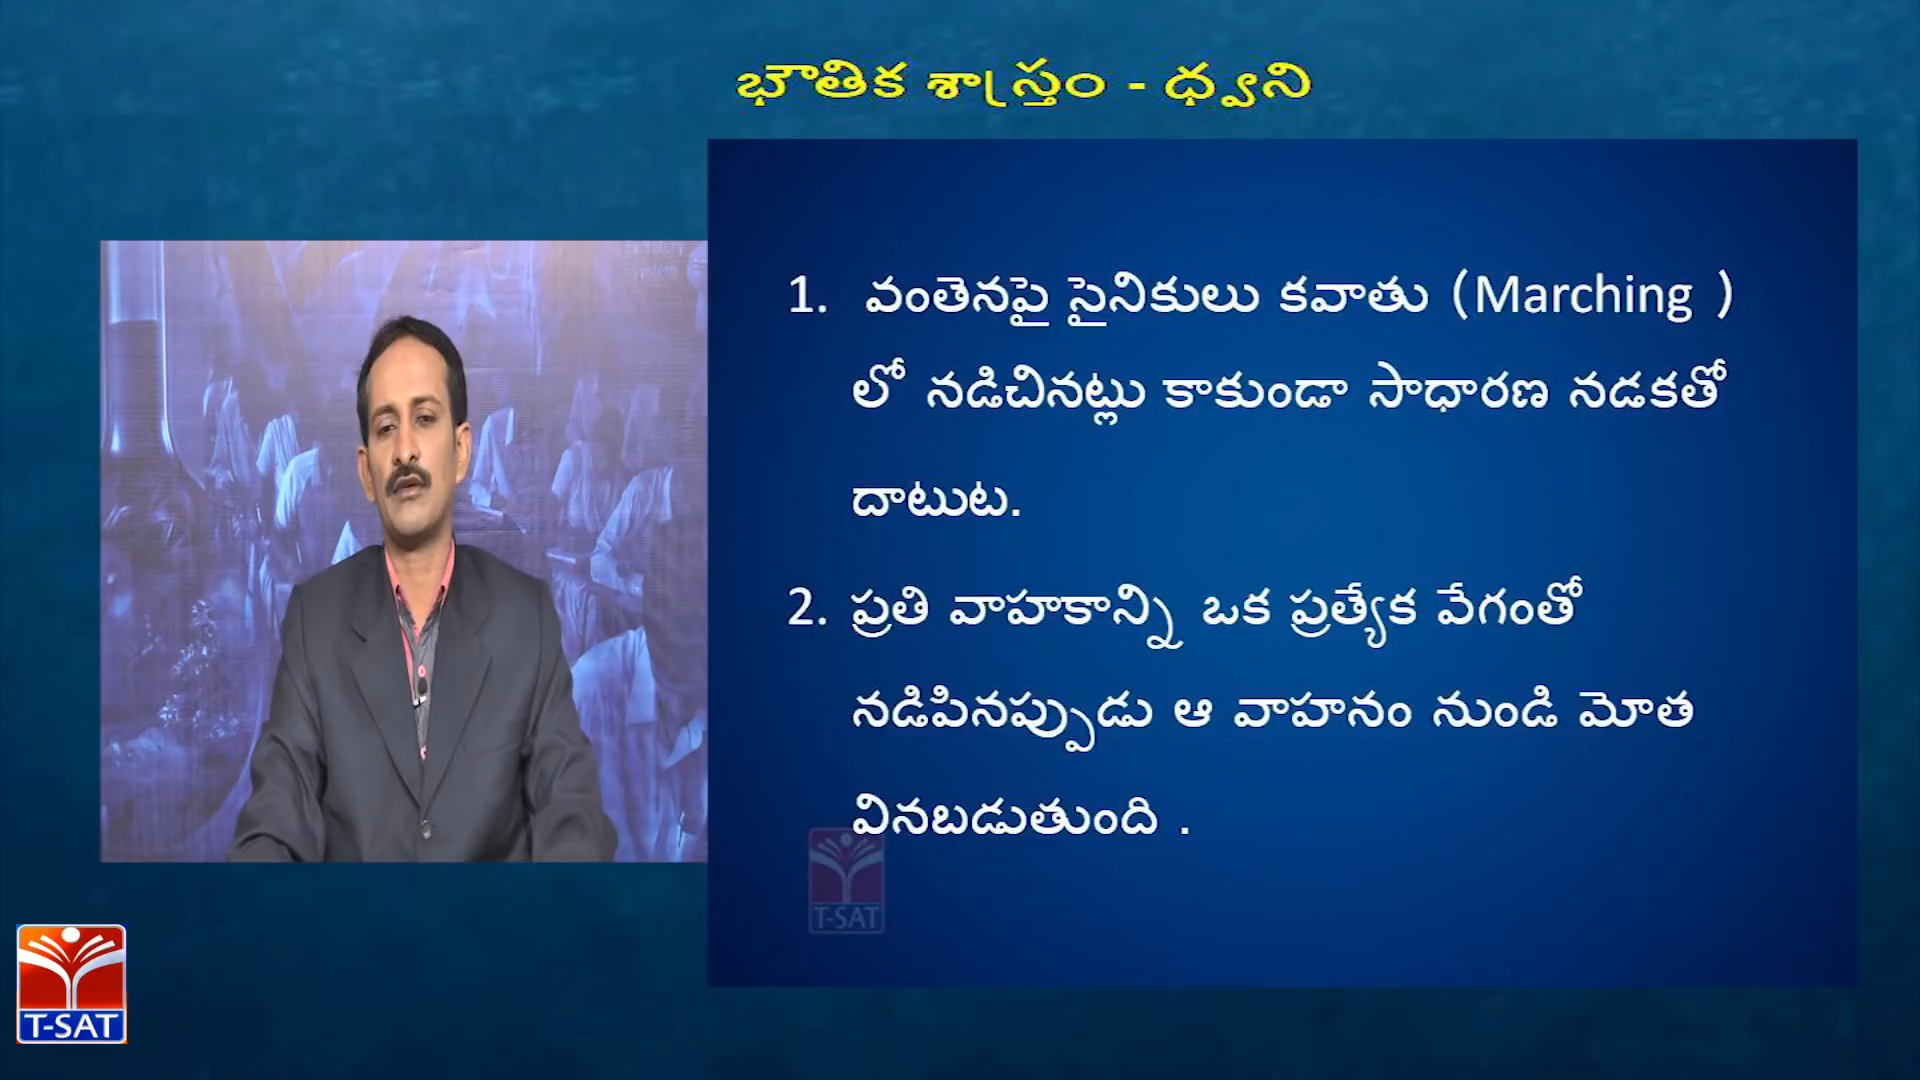 భౌతిక శాస్త్రం - ధ్వని
system
1. వంతెనపై సైనికులు కవాతు (Marching )
లో నడిచినట్లు కాకుండా సాధారణ నడకతో
దాటుట.
2. ప్రతి వాహకాన్ని ఒక ప్రత్యేక వేగంతో
నడిపినప్పుడు ఆ వాహనం నుండి మోత
వినబడుతుంది .
T-SAT
T-SAT